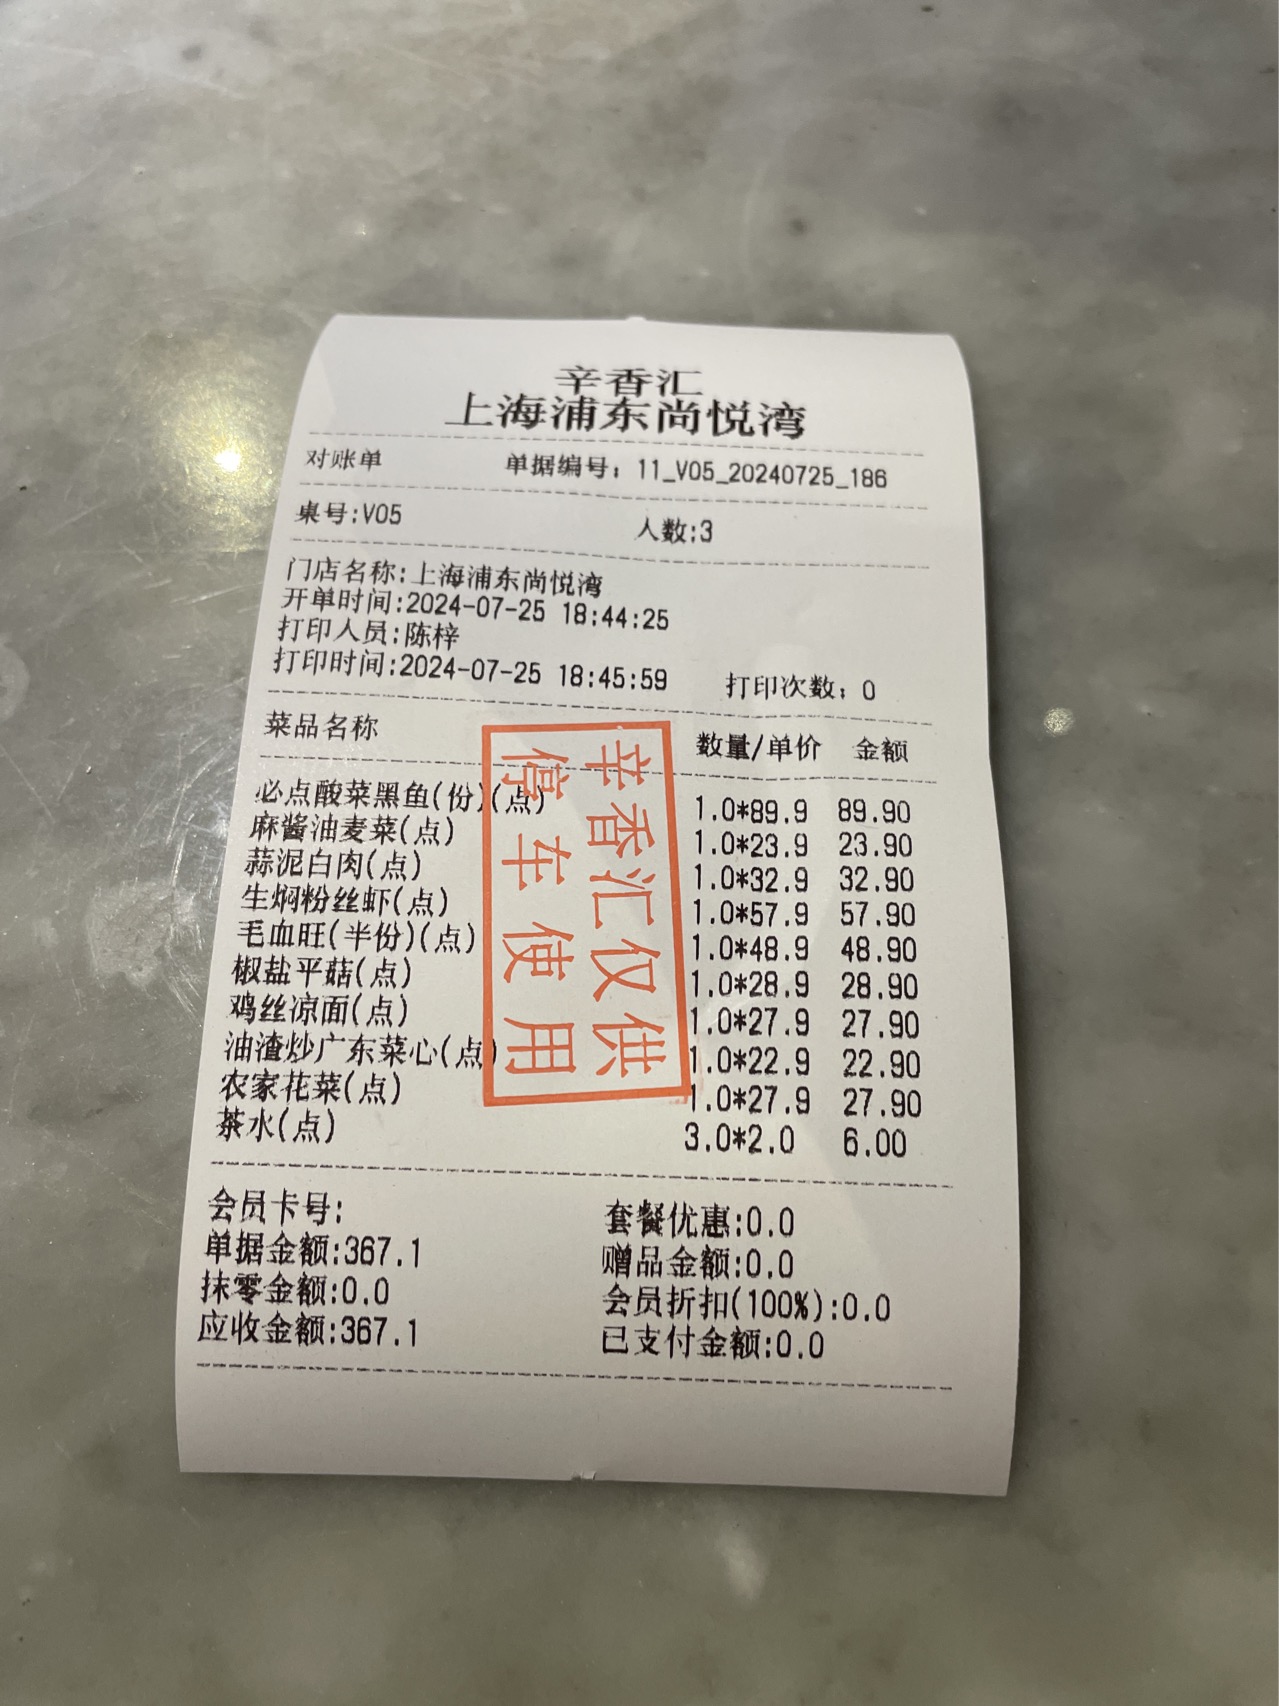 辛香汇
上海浦东尚悦湾
对账单 单据编号：11_V05_20240725_186
桌号:V05 人数:3
门店名称:上海浦东尚悦湾
开单时间:2024-07-25 18:44:25
打印人员:陈梓
打印时间:2024-07-25 18:45:59 打印次数：0
菜品名称 数量/单价 金额
必点酸菜黑鱼(份)(点) 1.0*89.9 89.90
麻酱油麦菜(点) 1.0*23.9 23.90
蒜泥白肉(点) 1.0*32.9 32.90
生焖粉丝虾(点) 1.0*57.9 57.90
毛血旺(半份)(点) 1.0*48.9 48.90
椒盐平菇(点) 1.0*28.9 28.90
鸡丝凉面(点) 1.0*27.9 27.90
油渣炒广东菜心(点) 1.0*22.9 22.90
农家花菜(点) 1.0*27.9 27.90
茶水(点) 3.0*2.0 6.00
辛香汇仅供
停车使用
会员卡号: 套餐优惠:0.0
单据金额:367.1 赠品金额:0.0
抹零金额:0.0 会员折扣(100%):0.0
应收金额:367.1 已支付金额:0.0